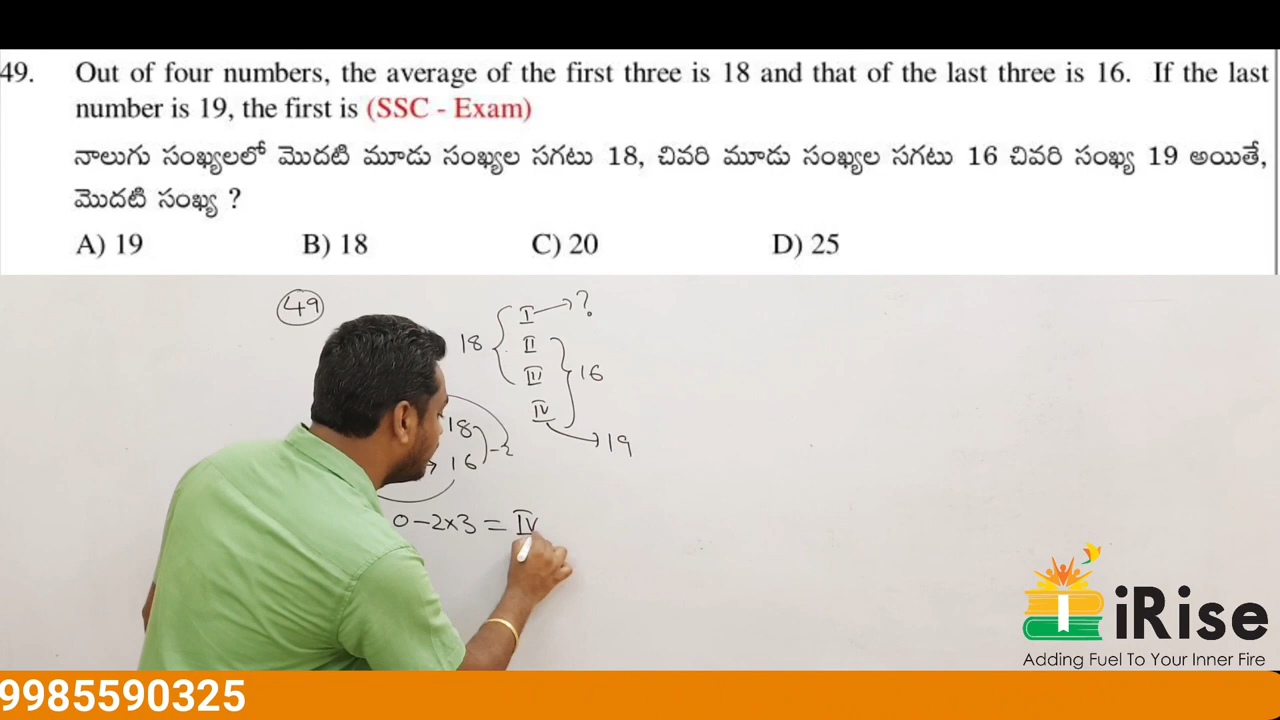 49. Out of four numbers, the average of the first three is 18 and that of the last three is 16. If the last
number is 19, the first is (SSC - Exam)
నాలుగు సంఖ్యలలో మొదటి మూడు సంఖ్యల సగటు 18, చివరి మూడు సంఖ్యల సగటు 16 చివరి సంఖ్య 19 అయితే,
మొదటి సంఖ్య ?
A) 19 B) 18 C) 20 D) 25
49
I → ?
18 II
III 16
IV → 19
18
→ 16 -2
0 - 2×3 = IV
iRise
Adding Fuel To Your Inner Fire
9985590325